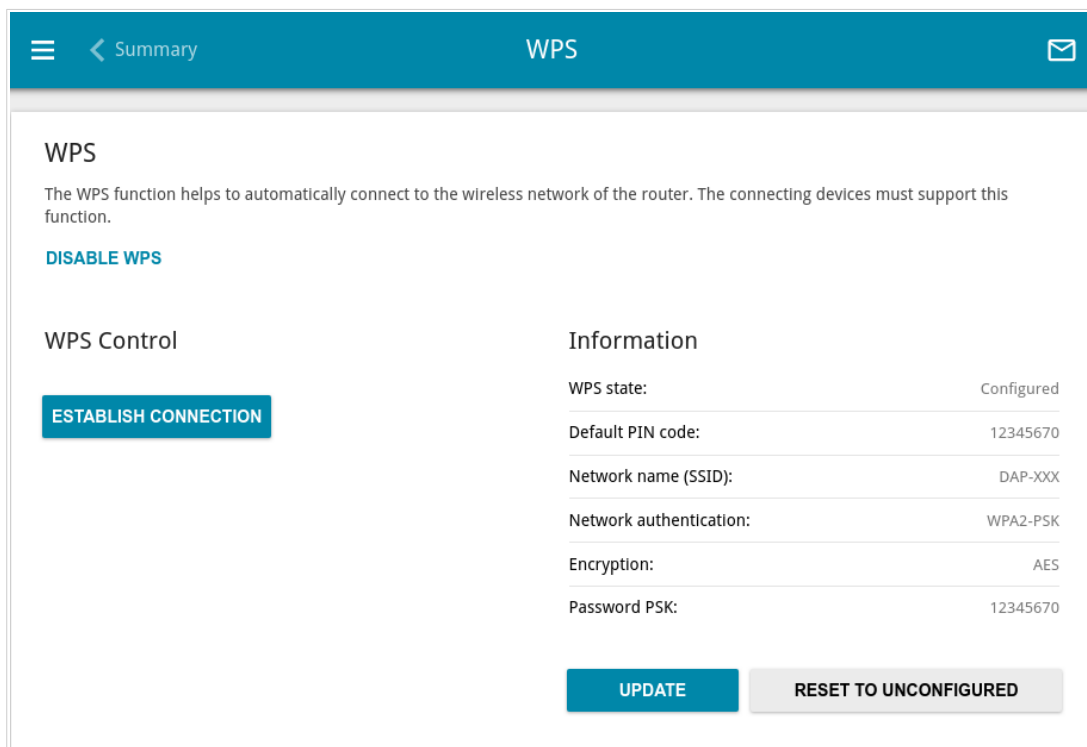 Summary
WPS
WPS
The WPS function helps to automatically connect to the wireless network of the router. The connecting devices must support this
function.
DISABLE WPS
WPS Control
ESTABLISH CONNECTION
Information
WPS state: Configured
Default PIN code: 12345670
Network name (SSID): DAP-XXX
Network authentication: WPA2-PSK
Encryption: AES
Password PSK: 12345670
UPDATE
RESET TO UNCONFIGURED